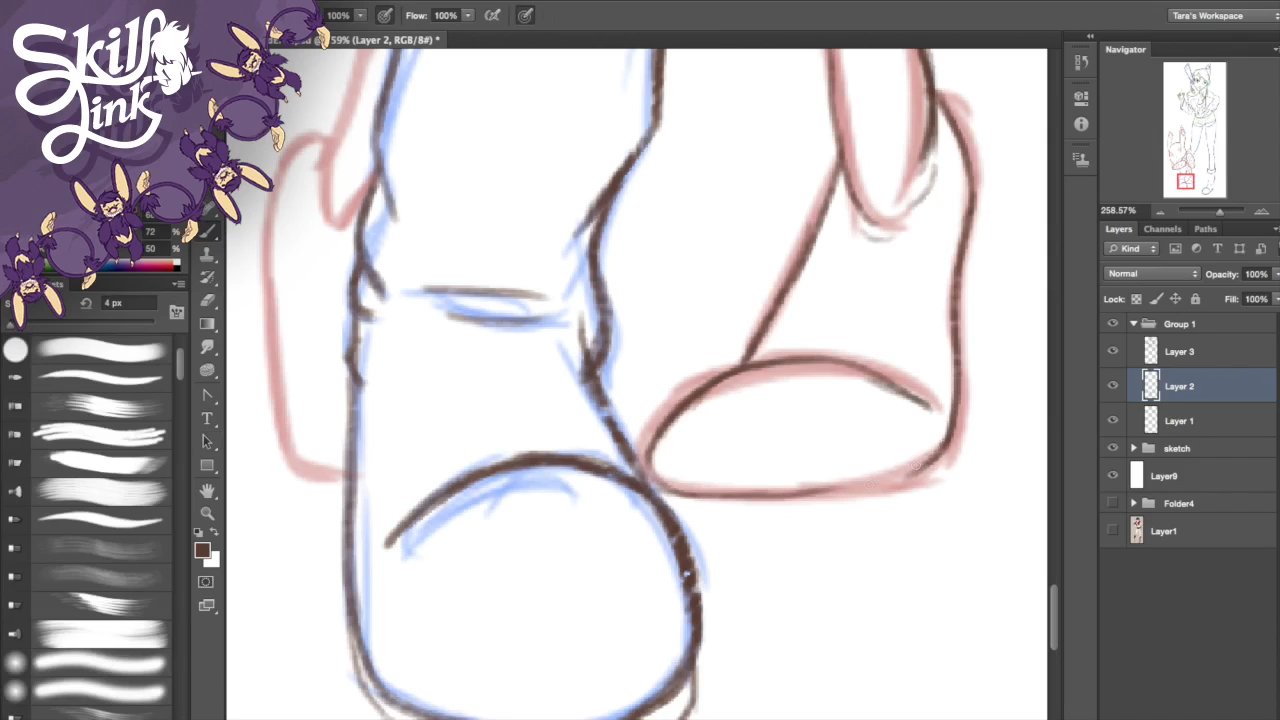 Skill
Link
100%
Flow: 100%
Tara's Workspace
59% (Layer 2, RGB/8#) *
Navigator
72 %
50 %
4 px
258.57%
Layers Channels Paths
Kind
Normal Opacity: 100%
Lock: Fill: 100%
Group 1
Layer 3
Layer 2
Layer 1
sketch
Layer9
Folder4
Layer1